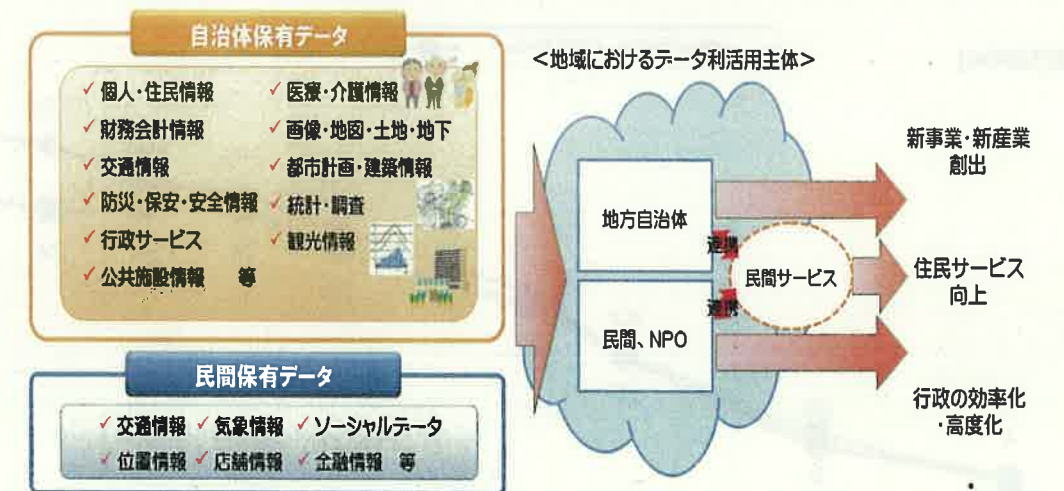 自治体保有データ
✓ 個人・住民情報
✓ 財務会計情報
✓ 交通情報
✓ 防災・保安・安全情報
✓ 行政サービス
✓ 公共施設情報 等
✓ 医療・介護情報
✓ 画像・地図・土地・地下
✓ 都市計画・建築情報
✓ 統計・調査
✓ 観光情報
民間保有データ
✓ 交通情報 ✓ 気象情報 ✓ ソーシャルデータ
✓ 位置情報 ✓ 店舗情報 ✓ 金融情報 等
<地域におけるデータ利活用主体>
地方自治体
連携
民間サービス
連携
民間、NPO
新事業・新産業
創出
住民サービス
向上
行政の効率化
・高度化